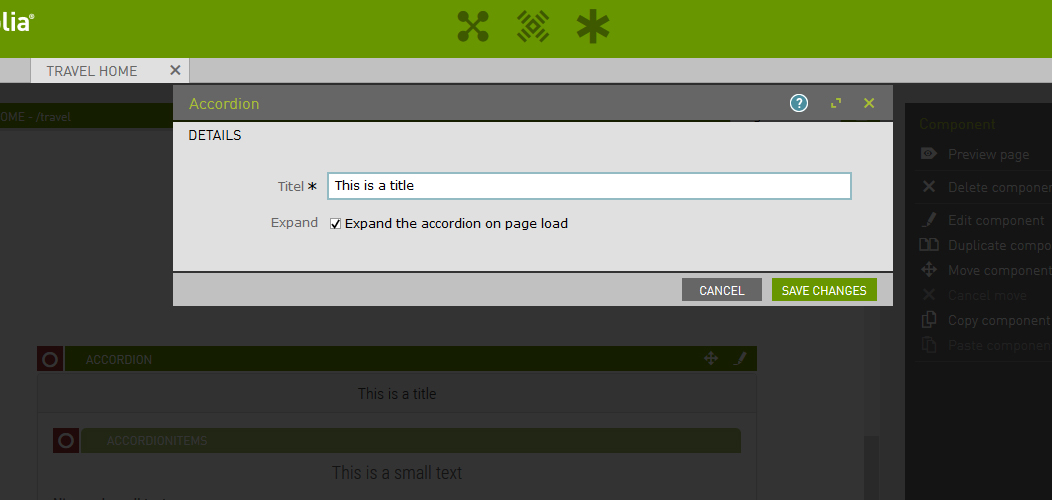 lia®
TRAVEL HOME
OME - /travel
Accordion
?
DETAILS
Titel *
This is a title
Expand
Expand the accordion on page load
CANCEL
SAVE CHANGES
Component
Preview page
Delete componen
Edit component
Duplicate compo
Move component
Cancel move
Copy component
Paste componen
ACCORDION
This is a title
ACCORDIONITEMS
This is a small text